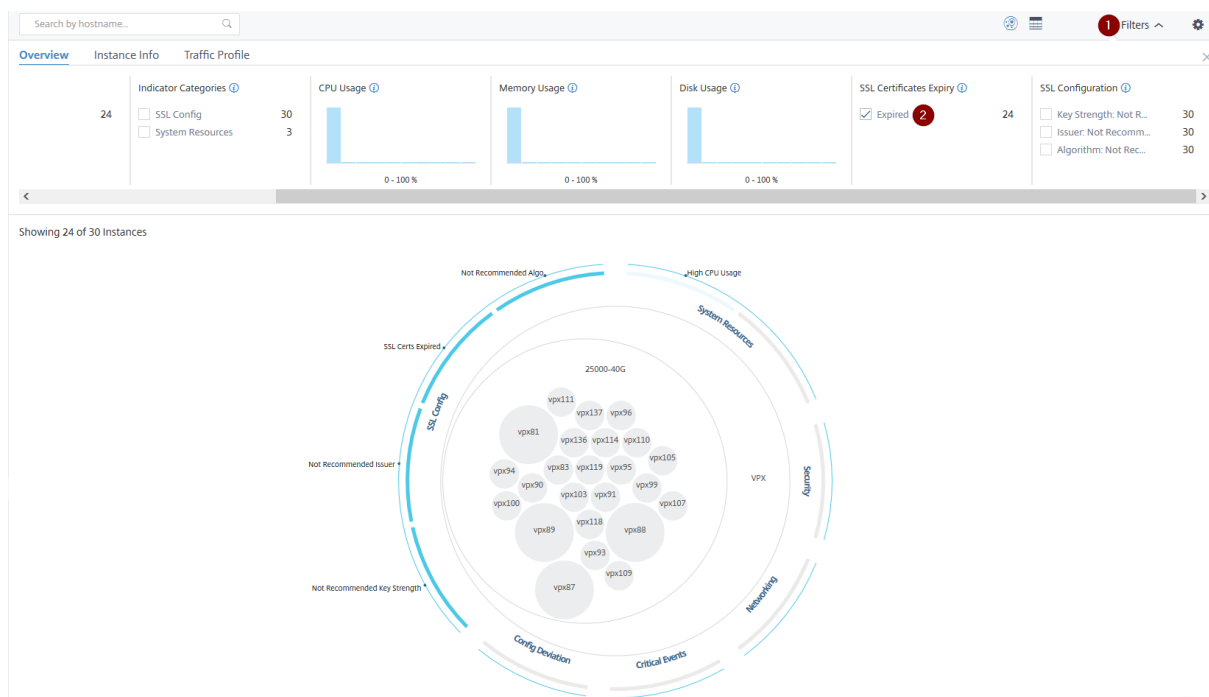 Search by hostname...
1
Filters
Overview
Instance Info
Traffic Profile
24
Indicator Categories
SSL Config 30
System Resources 3
CPU Usage
0 - 100 %
Memory Usage
0 - 100 %
Disk Usage
0 - 100 %
SSL Certificates Expiry
Expired 2 24
SSL Configuration
Key Strength: Not R... 30
Issuer: Not Recomm... 30
Algorithm: Not Rec... 30
Showing 24 of 30 Instances
Not Recommended Algo
High CPU Usage
System Resources
SSL Certs Expired
25000-40G
SSL Config
vpx111
vpx137
vpx96
vpx81
vpx136
vpx114
vpx110
vpx105
vpx94
vpx83
vpx119
vpx95
Not Recommended Issuer
VPX
Security
vpx90
vpx99
vpx100
vpx103
vpx91
vpx107
vpx89
vpx118
vpx88
vpx93
vpx109
vpx87
Not Recommended Key Strength
Networking
Config Deviation
Critical Events